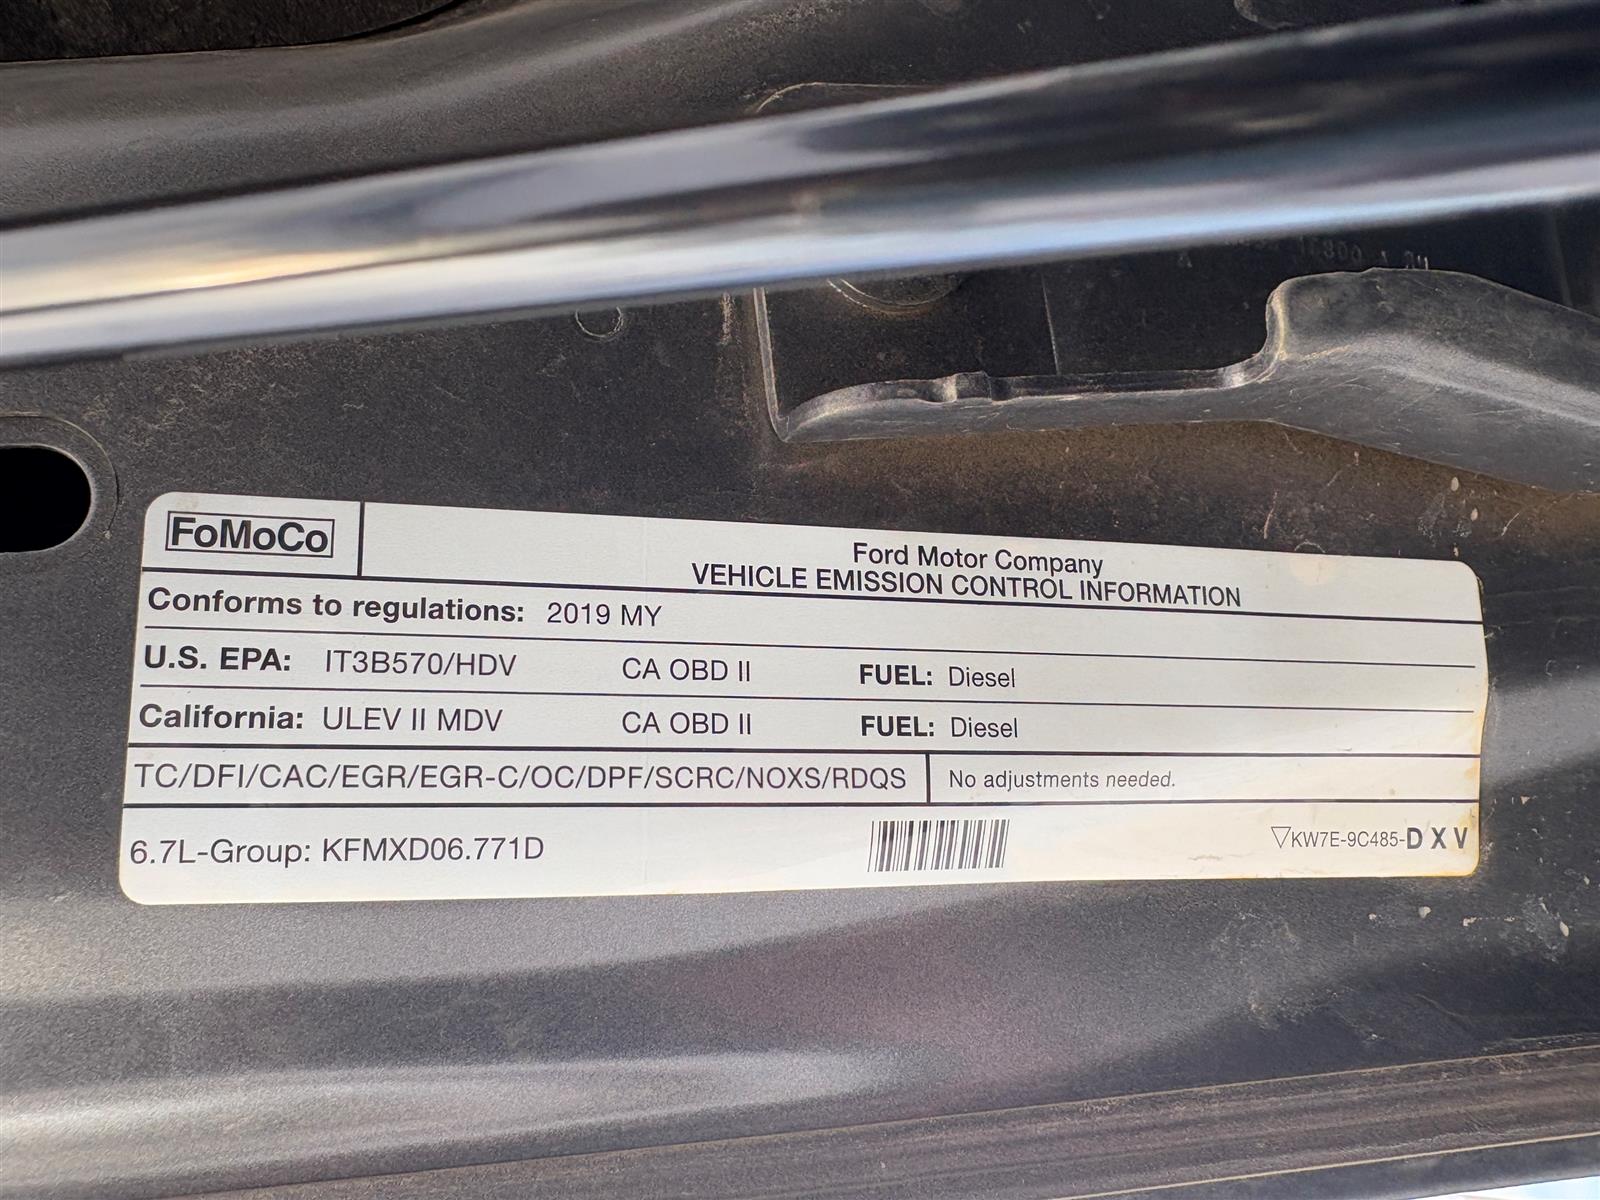 FoMoCo
Ford Motor Company
VEHICLE EMISSION CONTROL INFORMATION
Conforms to regulations: 2019 MY
U.S. EPA: IT3B570/HDV CA OBD II FUEL: Diesel
California: ULEV II MDV CA OBD II FUEL: Diesel
TC/DFI/CAC/EGR/EGR-C/OC/DPF/SCRC/NOXS/RDQS No adjustments needed.
6.7L-Group: KFMXD06.771D ▽KW7E-9C485-D X V